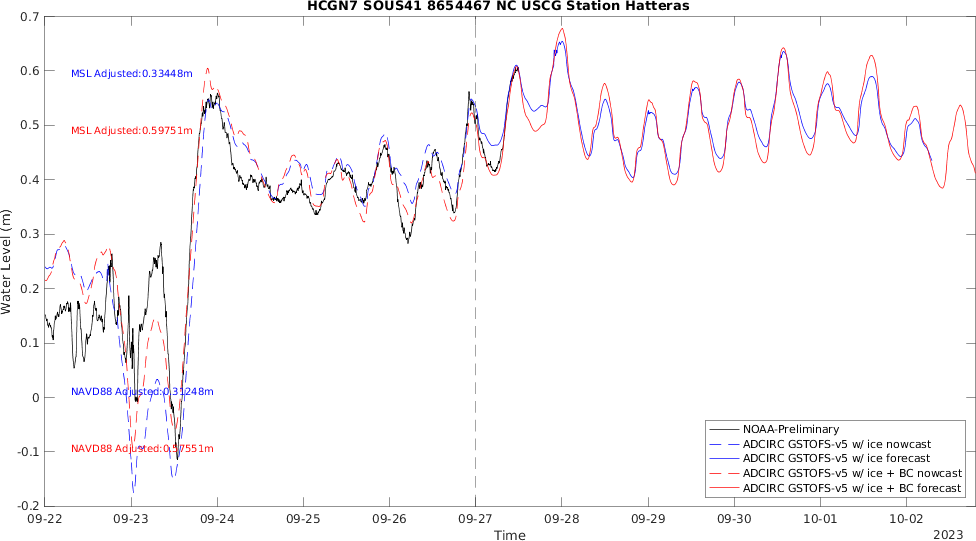 HCGN7 SOUS41 8654467 NC USCG Station Hatteras
0.7
0.6
0.5
0.4
0.3
0.2
0.1
0
-0.1
-0.2
Water Level (m)
MSL Adjusted:0.33448m
MSL Adjusted:0.59751m
NAVD88 Adjusted:0.31248m
NAVD88 Adjusted:0.57551m
NOAA-Preliminary
ADCIRC GSTOFS-v5 w/ ice nowcast
ADCIRC GSTOFS-v5 w/ ice forecast
ADCIRC GSTOFS-v5 w/ ice + BC nowcast
ADCIRC GSTOFS-v5 w/ ice + BC forecast
09-22 09-23 09-24 09-25 09-26 09-27 09-28 09-29 09-30 10-01 10-02
Time
2023